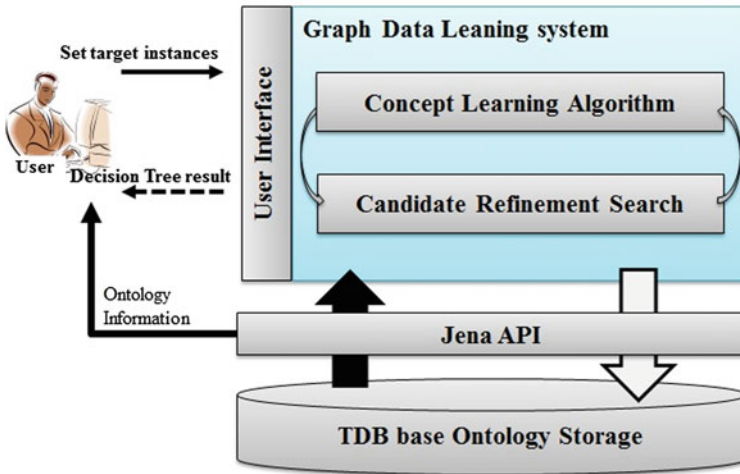 Graph Data Leaning system
Set target instances
Concept Learning Algorithm
User Interface
User
Decision Tree result
Candidate Refinement Search
Ontology
Information
Jena API
TDB base Ontology Storage